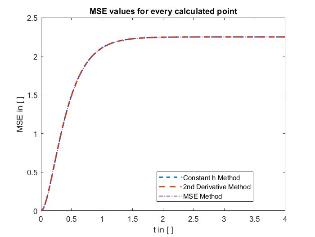 MSE values for every calculated point
2.5
2
1.5
1
0.5
0
MSE in [ ]
0
0.5
1
1.5
2
2.5
3
3.5
4
t in [ ]
Constant h Method
2nd Derivative Method
MSE Method